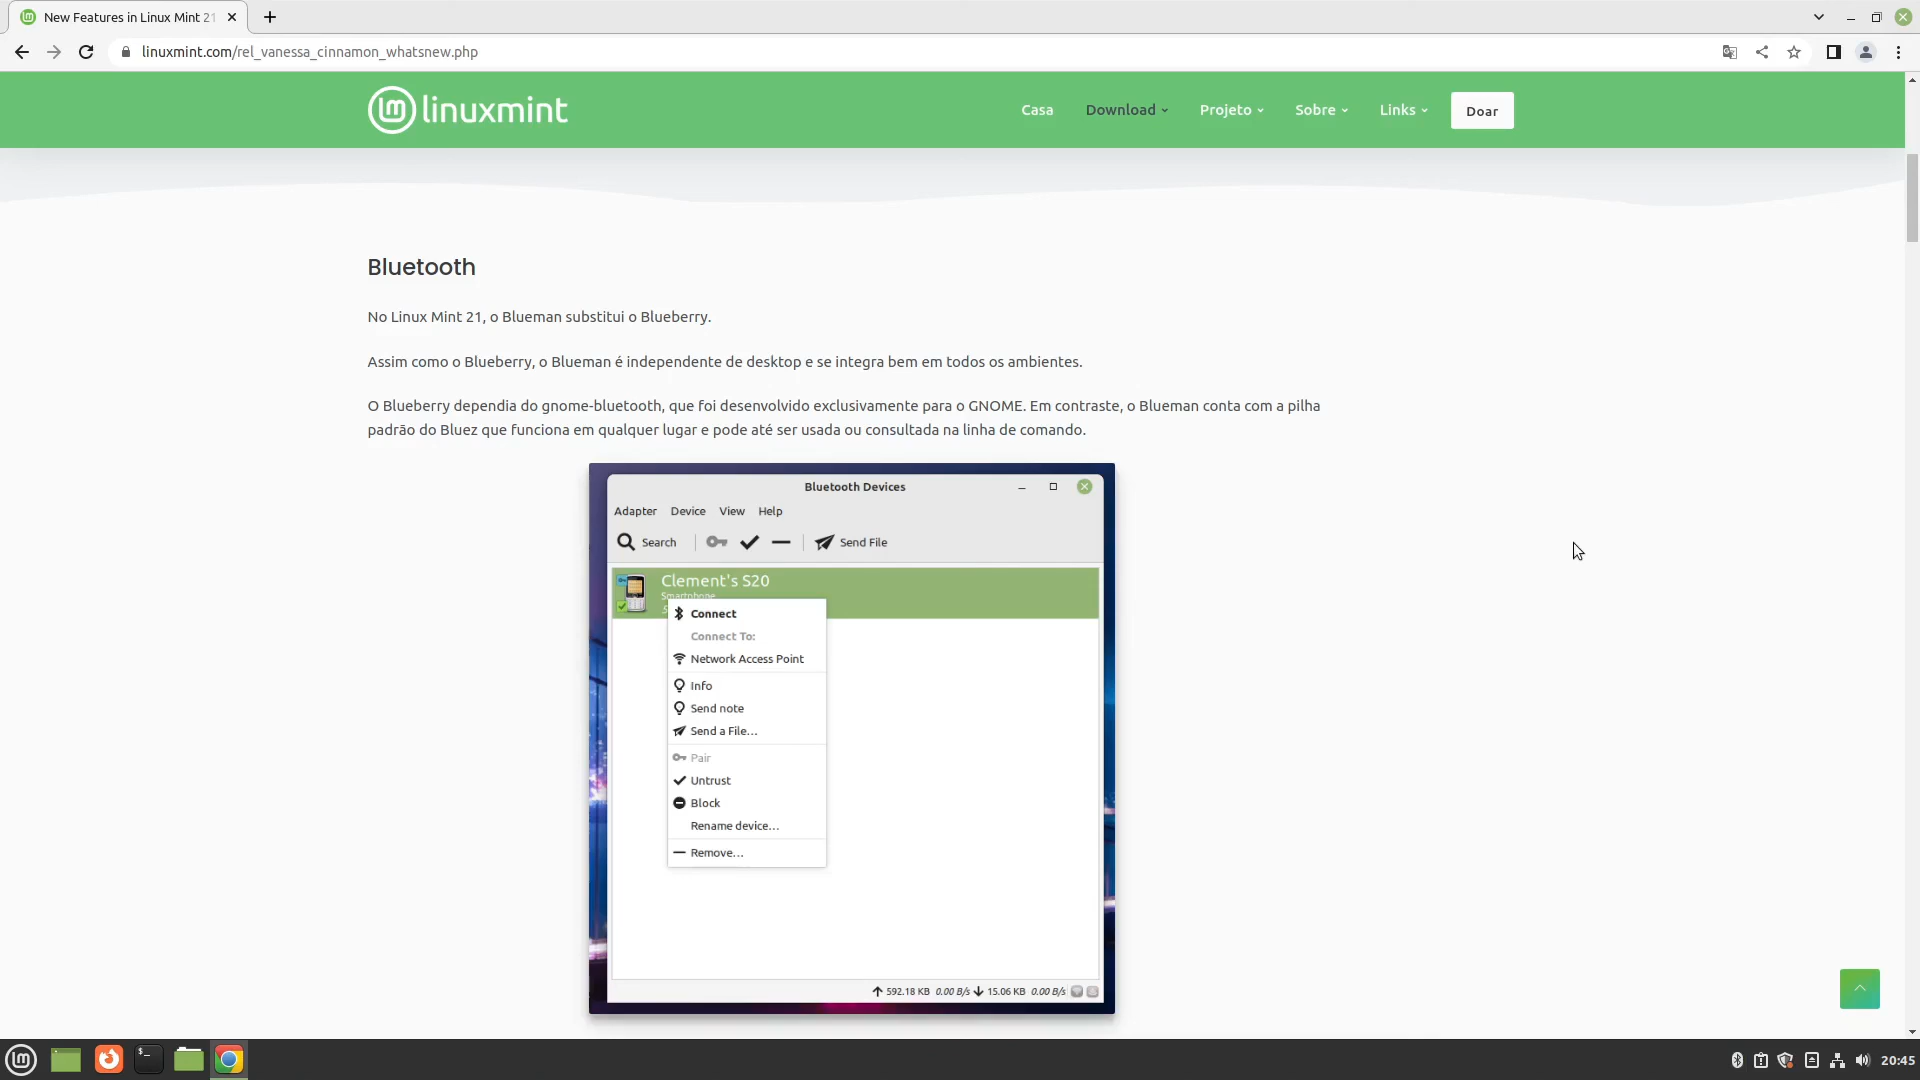 New Features in Linux Mint 21
linuxmint.com/rel_vanessa_cinnamon_whatsnew.php
linuxmint
Casa
Download
Projeto
Sobre
Links
Doar
Bluetooth
No Linux Mint 21, o Blueman substitui o Blueberry.
Assim como o Blueberry, o Blueman é independente de desktop e se integra bem em todos os ambientes.
O Blueberry dependia do gnome-bluetooth, que foi desenvolvido exclusivamente para o GNOME. Em contraste, o Blueman conta com a pilha
padrão do Bluez que funciona em qualquer lugar e pode até ser usada ou consultada na linha de comando.
Bluetooth Devices
Adapter Device View Help
Search
Send File
Clement's S20
Smartphone
Connect
Connect To:
Network Access Point
Info
Send note
Send a File…
Pair
Untrust
Block
Rename device…
Remove…
592.18 KB 0.00 B/s 15.06 KB 0.00 B/s
20:45